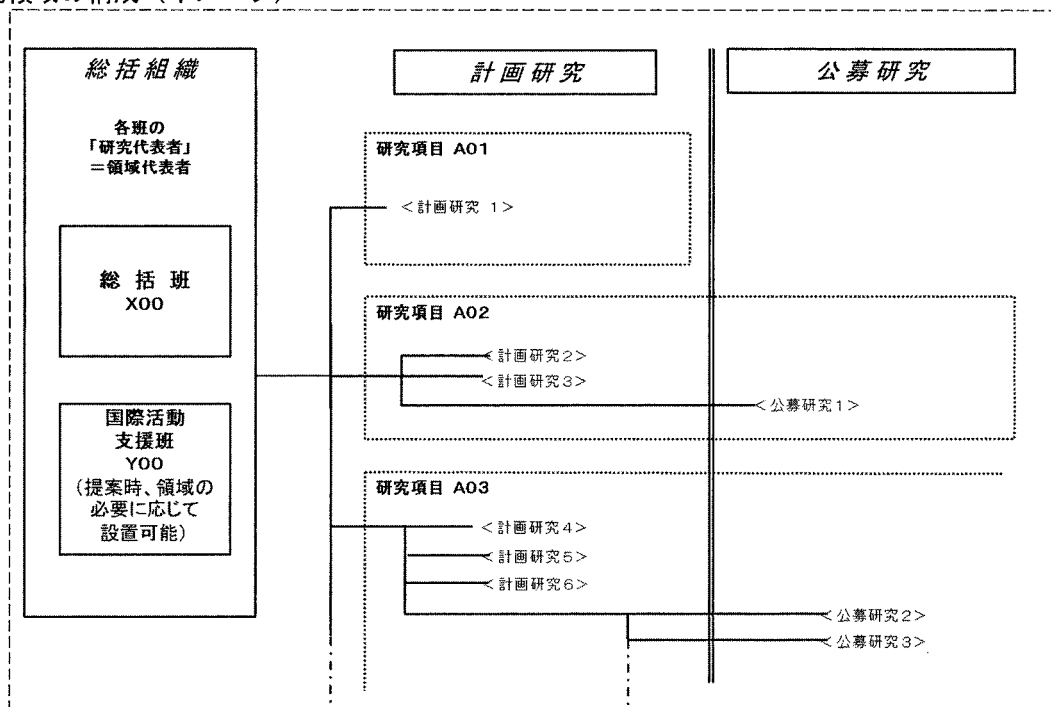 総括組織
各班の
「研究代表者」
=領域代表者
総括班
X00
国際活動
支援班
Y00
(提案時、領域の
必要に応じて
設置可能)
計画研究
公募研究
研究項目 A01
<計画研究 1>
研究項目 A02
<計画研究2>
<計画研究3>
<公募研究1>
研究項目 A03
<計画研究4>
<計画研究5>
<計画研究6>
<公募研究2>
<公募研究3>